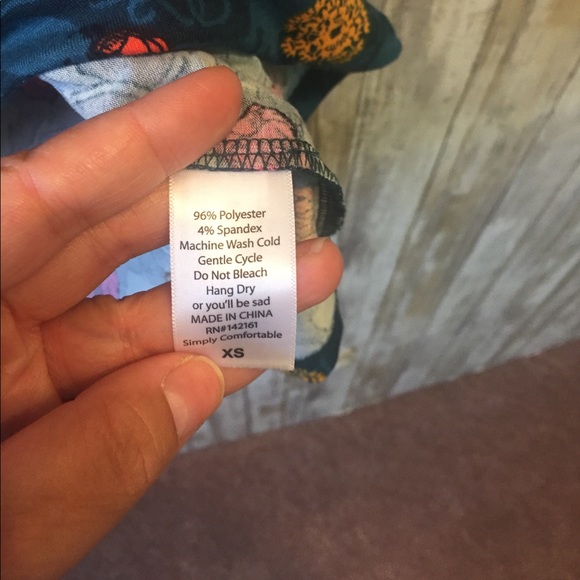 96% Polyester
4% Spandex
Machine Wash Cold
Gentle Cycle
Do Not Bleach
Hang Dry
or you'll be sad
MADE IN CHINA
RN#142161
Simply Comfortable
XS